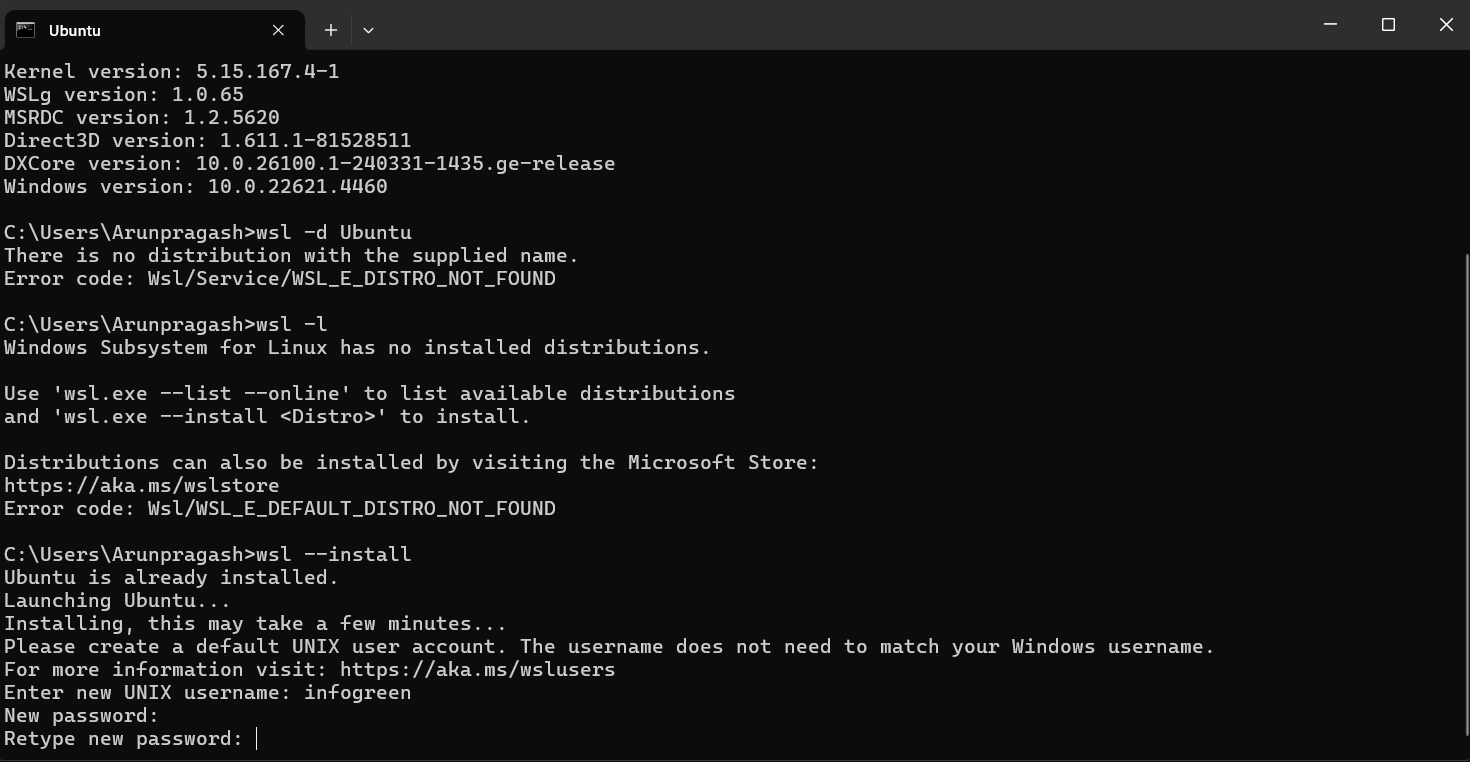 Ubuntu
Kernel version: 5.15.167.4-1
WSLg version: 1.0.65
MSRDC version: 1.2.5620
Direct3D version: 1.611.1-81528511
DXCore version: 10.0.26100.1-240331-1435.ge-release
Windows version: 10.0.22621.4460
C:\Users\Arunpragash>wsl -d Ubuntu
There is no distribution with the supplied name.
Error code: Wsl/Service/WSL_E_DISTRO_NOT_FOUND
C:\Users\Arunpragash>wsl -l
Windows Subsystem for Linux has no installed distributions.
Use 'wsl.exe --list --online' to list available distributions
and 'wsl.exe --install <Distro>' to install.
Distributions can also be installed by visiting the Microsoft Store:
https://aka.ms/wslstore
Error code: Wsl/WSL_E_DEFAULT_DISTRO_NOT_FOUND
C:\Users\Arunpragash>wsl --install
Ubuntu is already installed.
Launching Ubuntu...
Installing, this may take a few minutes...
Please create a default UNIX user account. The username does not need to match your Windows username.
For more information visit: https://aka.ms/wslusers
Enter new UNIX username: infogreen
New password:
Retype new password: